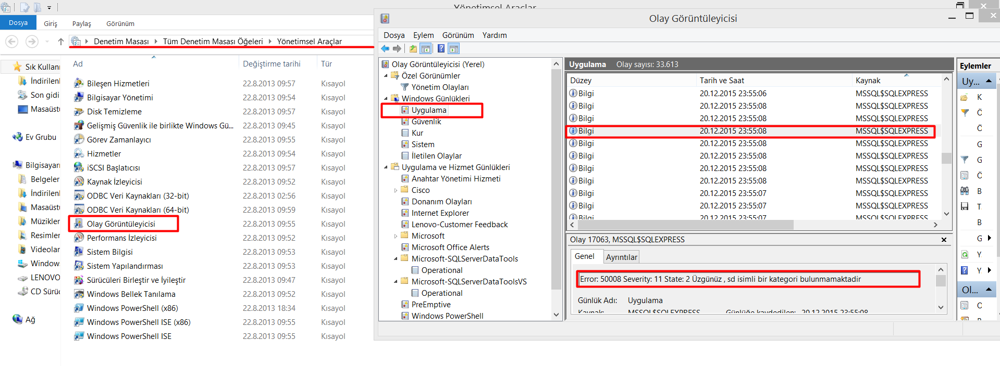 Yönetimsel Araçlar
Dosya
Giriş
Paylaş
Görünüm
Denetim Masası
Tüm Denetim Masası Öğeleri
Yönetimsel Araçlar
Sık Kullanı
İndirilenl
Son gidi
Masaüstü
Ev Grubu
Bilgisayarı
Belgeler
İndirilenl
Masaüstü
Müzikler
Resimler
Videolar
Window
LENOVO
CD Sürüc
Ağ
Ad Değiştirme tarihi Tür
Bileşen Hizmetleri 22.8.2013 09:57 Kısayol
Bilgisayar Yönetimi 22.8.2013 09:54 Kısayol
Disk Temizleme 22.8.2013 09:57 Kısayol
Gelişmiş Güvenlik ile birlikte Windows Gü... 22.8.2013 09:45 Kısayol
Görev Zamanlayıcı 22.8.2013 09:55 Kısayol
Hizmetler 22.8.2013 09:54 Kısayol
iSCSI Başlatıcısı 22.8.2013 09:57 Kısayol
Kaynak İzleyicisi 22.8.2013 09:52 Kısayol
ODBC Veri Kaynakları (32-bit) 22.8.2013 02:56 Kısayol
ODBC Veri Kaynakları (64-bit) 22.8.2013 09:59 Kısayol
Olay Görüntüleyicisi 22.8.2013 09:55 Kısayol
Performans İzleyicisi 22.8.2013 09:52 Kısayol
Sistem Bilgisi 22.8.2013 09:53 Kısayol
Sistem Yapılandırması 22.8.2013 09:53 Kısayol
Sürücüleri Birleştir ve İyileştir 22.8.2013 09:47 Kısayol
Windows Bellek Tanılama 22.8.2013 09:52 Kısayol
Windows PowerShell (x86) 22.8.2013 18:34 Kısayol
Windows PowerShell ISE (x86) 22.8.2013 09:55 Kısayol
Windows PowerShell ISE 22.8.2013 09:55 Kısayol
Olay Görüntüleyicisi
Dosya Eylem Görünüm Yardım
Olay Görüntüleyicisi (Yerel)
Özel Görünümler
Yönetim Olayları
Windows Günlükleri
Uygulama
Güvenlik
Kur
Sistem
İletilen Olaylar
Uygulama ve Hizmet Günlükleri
Anahtar Yönetimi Hizmeti
Cisco
Donanım Olayları
Internet Explorer
Lenovo-Customer Feedback
Microsoft
Microsoft Office Alerts
Microsoft-SQLServerDataTools
Operational
Microsoft-SQLServerDataToolsVS
Operational
PreEmptive
Windows PowerShell
Uygulama Olay sayısı: 33.613
Düzey Tarih ve Saat Kaynak
Bilgi 20.12.2015 23:55:06 MSSQL$SQLEXPRESS
Bilgi 20.12.2015 23:55:08 MSSQL$SQLEXPRESS
Bilgi 20.12.2015 23:55:08 MSSQL$SQLEXPRESS
Bilgi 20.12.2015 23:55:08 MSSQL$SQLEXPRESS
Bilgi 20.12.2015 23:55:08 MSSQL$SQLEXPRESS
Bilgi 20.12.2015 23:55:08 MSSQL$SQLEXPRESS
Bilgi 20.12.2015 23:55:08 MSSQL$SQLEXPRESS
Bilgi 20.12.2015 23:55:08 MSSQL$SQLEXPRESS
Bilgi 20.12.2015 23:55:07 MSSQL$SQLEXPRESS
Bilgi 20.12.2015 23:55:07 MSSQL$SQLEXPRESS
Bilgi 20.12.2015 23:55:07 MSSQL$SQLEXPRESS
Olay 17063, MSSQL$SQLEXPRESS
Genel Ayrıntılar
Error: 50008 Severity: 11 State: 2 Üzgünüz , sd isimli bir kategori bulunmamaktadir
Günlük Adı: Uygulama
Kaynak: MSSQL$SQLEXPRESS Günlüğe kaydedilen: 20.12.2015 23:55:08
Eylemler
Uy...
K
Ö
Ö
G
G
Ö
B
T
B
G
Y
Y
Ol...
O